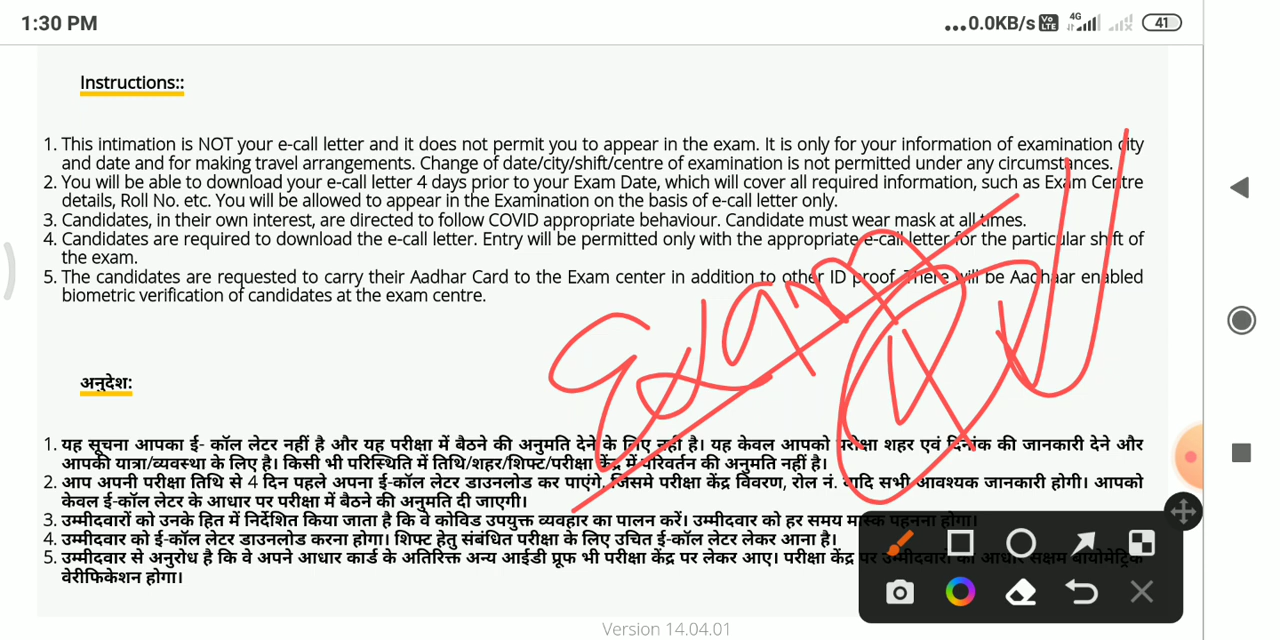 1:30 PM
...0.0KB/s Vo LTE 4G 41
Instructions::
1. This intimation is NOT your e-call letter and it does not permit you to appear in the exam. It is only for your information of examination city
and date and for making travel arrangements. Change of date/city/shift/centre of examination is not permitted under any circumstances.
2. You will be able to download your e-call letter 4 days prior to your Exam Date, which will cover all required information, such as Exam Centre
details, Roll No. etc. You will be allowed to appear in the Examination on the basis of e-call letter only.
3. Candidates, in their own interest, are directed to follow COVID appropriate behaviour. Candidate must wear mask at all times.
4. Candidates are required to download the e-call letter. Entry will be permitted only with the appropriate e-call letter for the particular shift of
the exam.
5. The candidates are requested to carry their Aadhar Card to the Exam center in addition to other ID proof. There will be Aadhaar enabled
biometric verification of candidates at the exam centre.
Exam
अनुदेश:
1. यह सूचना आपका ई- कॉल लेटर नहीं है और यह परीक्षा में बैठने की अनुमति देने के लिए नहीं है। यह केवल आपको परीक्षा शहर एवं दिनांक की जानकारी देने और
आपकी यात्रा/व्यवस्था के लिए है। किसी भी परिस्थिति में तिथि/शहर/शिफ्ट/परीक्षा केंद्र में परिवर्तन की अनुमति नहीं है।
2. आप अपनी परीक्षा तिथि से 4 दिन पहले अपना ई-कॉल लेटर डाउनलोड कर पाएंगे, जिसमे परीक्षा केंद्र विवरण, रोल नं. आदि सभी आवश्यक जानकारी होगी। आपको
केवल ई-कॉल लेटर के आधार पर परीक्षा में बैठने की अनुमति दी जाएगी।
3. उम्मीदवारों को उनके हित में निर्देशित किया जाता है कि वे कोविड उपयुक्त व्यवहार का पालन करें। उम्मीदवार को हर समय मास्क पहनना होगा।
4. उम्मीदवार को ई-कॉल लेटर डाउनलोड करना होगा। शिफ्ट हेतु संबंधित परीक्षा के लिए उचित ई-कॉल लेटर लेकर आना है।
5. उम्मीदवार से अनुरोध है कि वे अपने आधार कार्ड के अतिरिक्त अन्य आईडी प्रूफ भी परीक्षा केंद्र पर लेकर आए। परीक्षा केंद्र पर उम्मीदवारों का आधार सक्षम बायोमेट्रिक
वेरीफिकेशन होगा।
Version 14.04.01